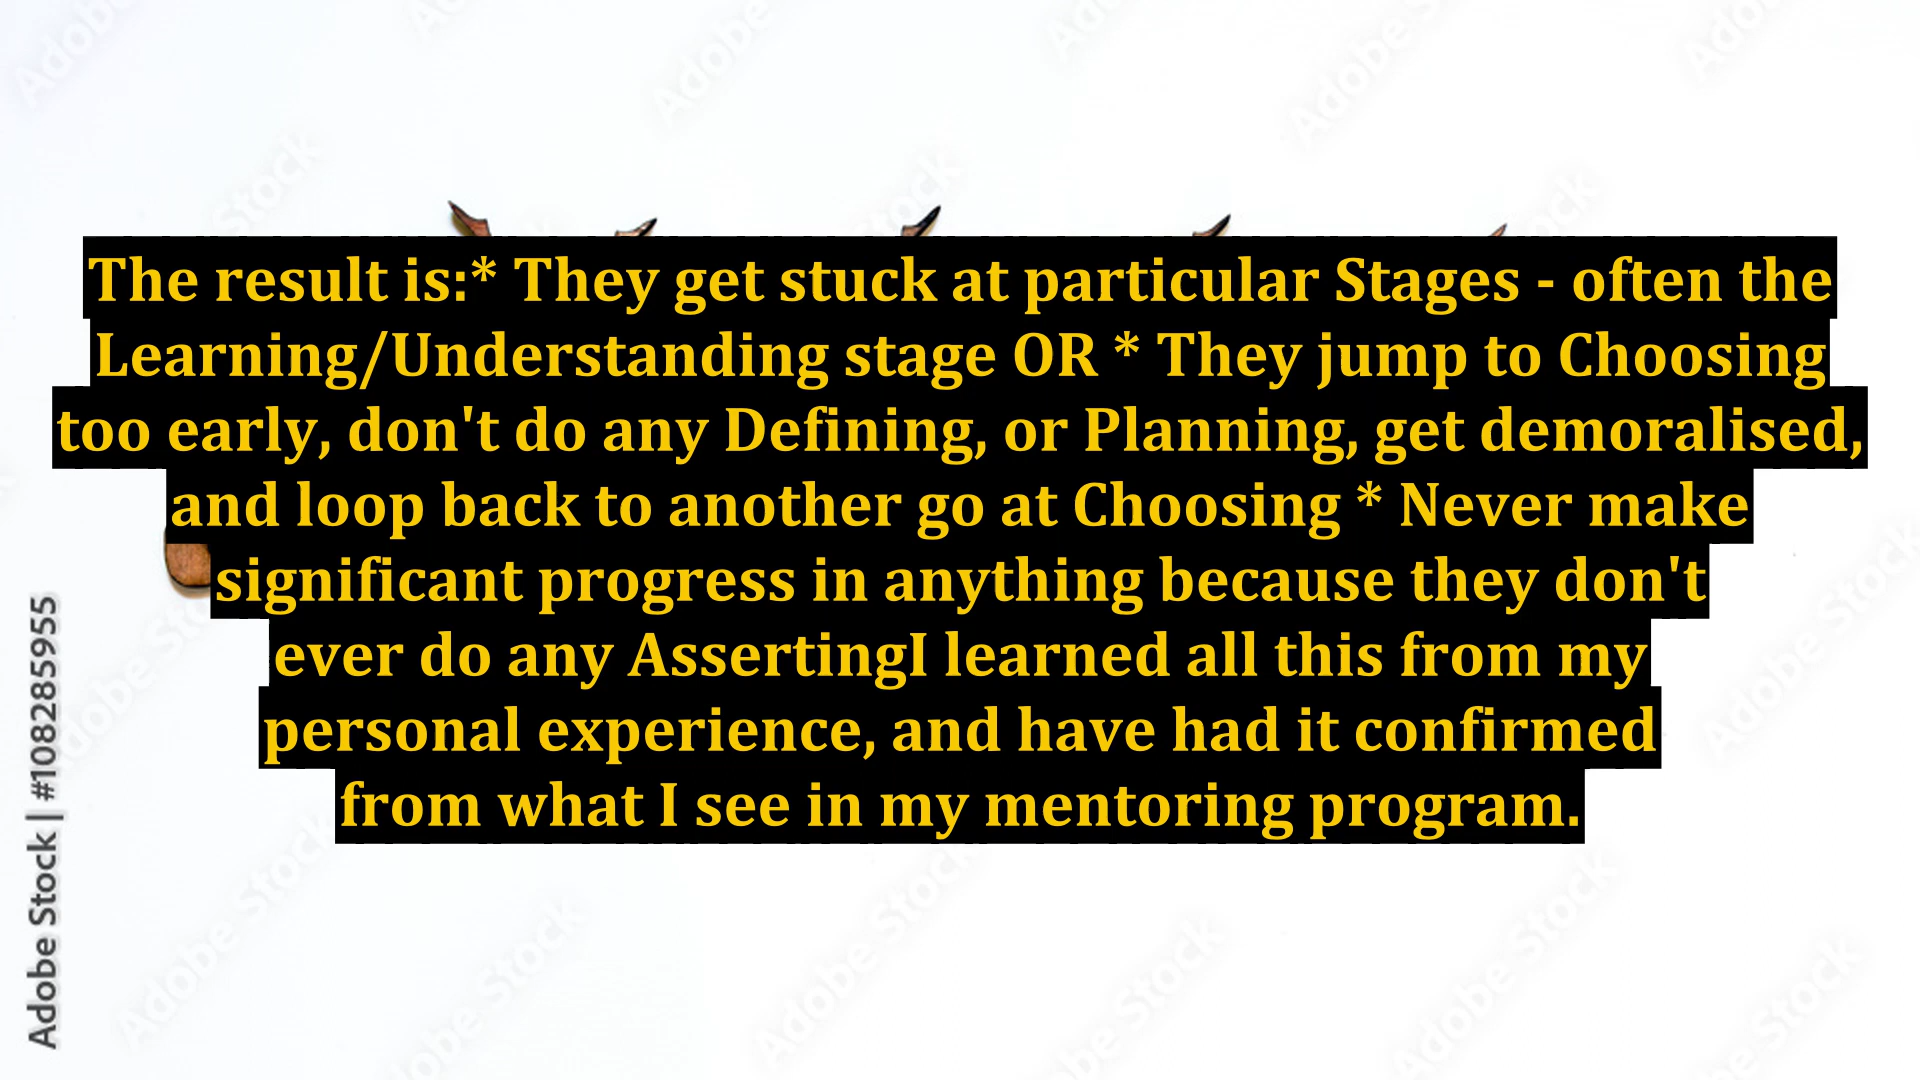 The result is:* They get stuck at particular Stages - often the
Learning/Understanding stage OR * They jump to Choosing
too early, don't do any Defining, or Planning, get demoralised,
and loop back to another go at Choosing * Never make
significant progress in anything because they don't
ever do any AssertingI learned all this from my
personal experience, and have had it confirmed
from what I see in my mentoring program.
Adobe Stock | #1082859955